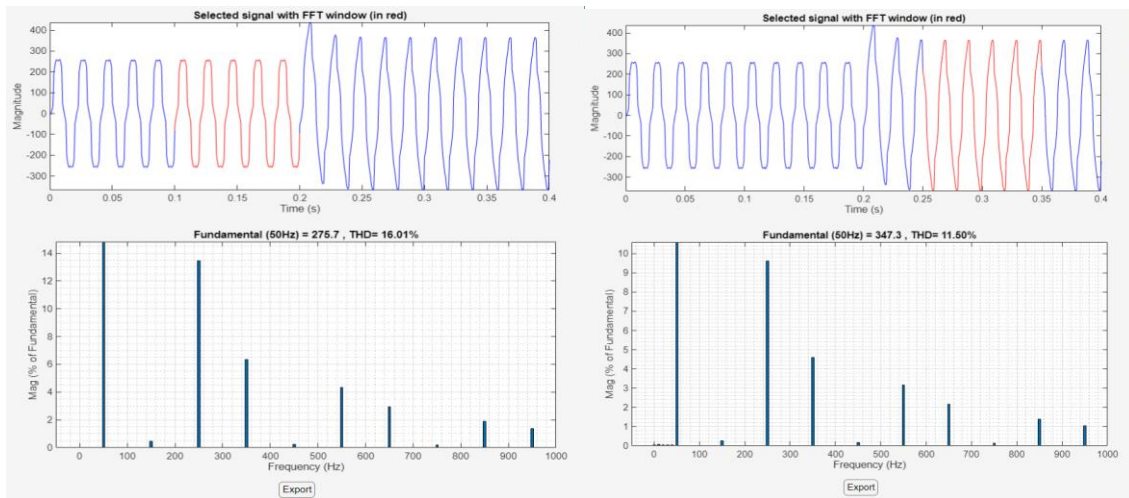 Selected signal with FFT window (in red)
400
300
200
100
0
-100
-200
-300
Magnitude
0 0.05 0.1 0.15 0.2 0.25 0.3 0.35 0.4
Time (s)
Fundamental (50Hz) = 275.7 , THD= 16.01%
14
12
10
8
6
4
2
0
Mag (% of Fundamental)
0 100 200 300 400 500 600 700 800 900 1000
Frequency (Hz)
Export
Selected signal with FFT window (in red)
400
300
200
100
0
-100
-200
-300
Magnitude
0 0.05 0.1 0.15 0.2 0.25 0.3 0.35 0.4
Time (s)
Fundamental (50Hz) = 347.3 , THD= 11.50%
10
9
8
7
6
5
4
3
2
1
0
Mag (% of Fundamental)
0 100 200 300 400 500 600 700 800 900 1000
Frequency (Hz)
Export